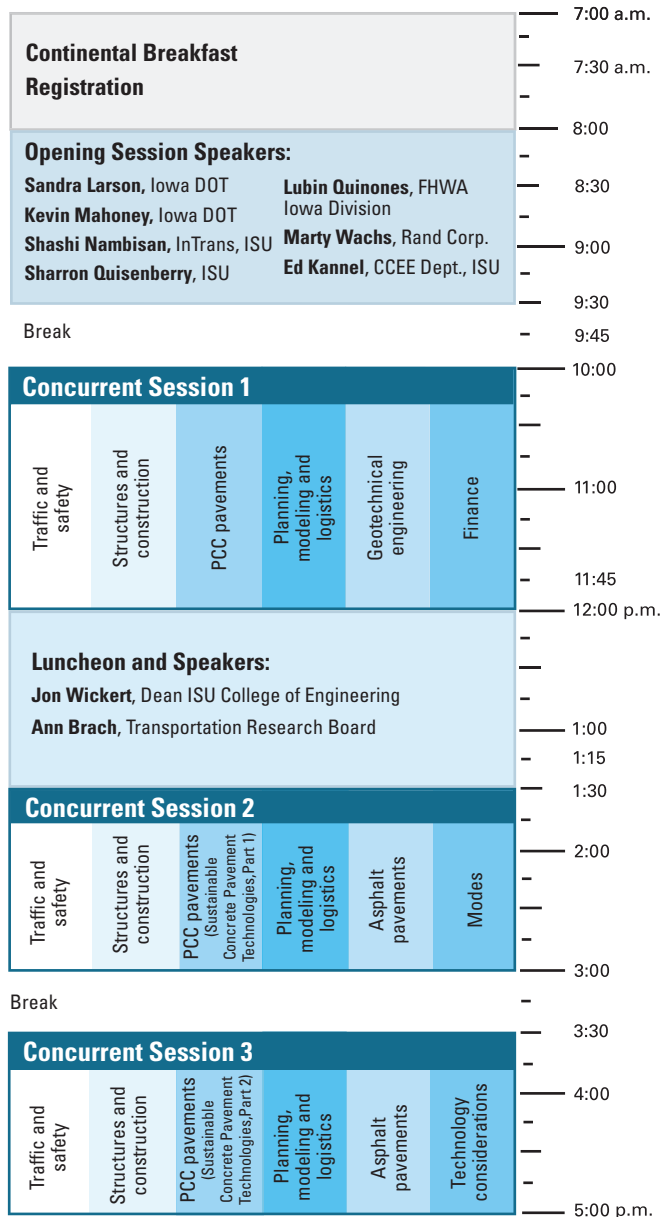 7:00 a.m.
Continental Breakfast
Registration
7:30 a.m.
8:00
Opening Session Speakers:
Sandra Larson, Iowa DOT
Kevin Mahoney, Iowa DOT
Shashi Nambisan, InTrans, ISU
Sharron Quisenberry, ISU
Lubin Quinones, FHWA
Iowa Division
Marty Wachs, Rand Corp.
Ed Kannel, CCEE Dept., ISU
8:30
9:00
9:30
Break
9:45
10:00
Concurrent Session 1
Traffic and
safety
Structures and
construction
PCC pavements
Planning,
modeling and
logistics
Geotechnical
engineering
Finance
11:00
11:45
12:00 p.m.
Luncheon and Speakers:
Jon Wickert, Dean ISU College of Engineering
Ann Brach, Transportation Research Board
1:00
1:15
1:30
Concurrent Session 2
Traffic and
safety
Structures and
construction
PCC pavements
(Sustainable
Concrete Pavement
Technologies,Part 1)
Planning,
modeling and
logistics
Asphalt
pavements
Modes
2:00
3:00
Break
3:30
Concurrent Session 3
Traffic and
safety
Structures and
construction
PCC pavements
(Sustainable
Concrete Pavement
Technologies,Part 2)
Planning,
modeling and
logistics
Asphalt
pavements
Technology
considerations
4:00
5:00 p.m.